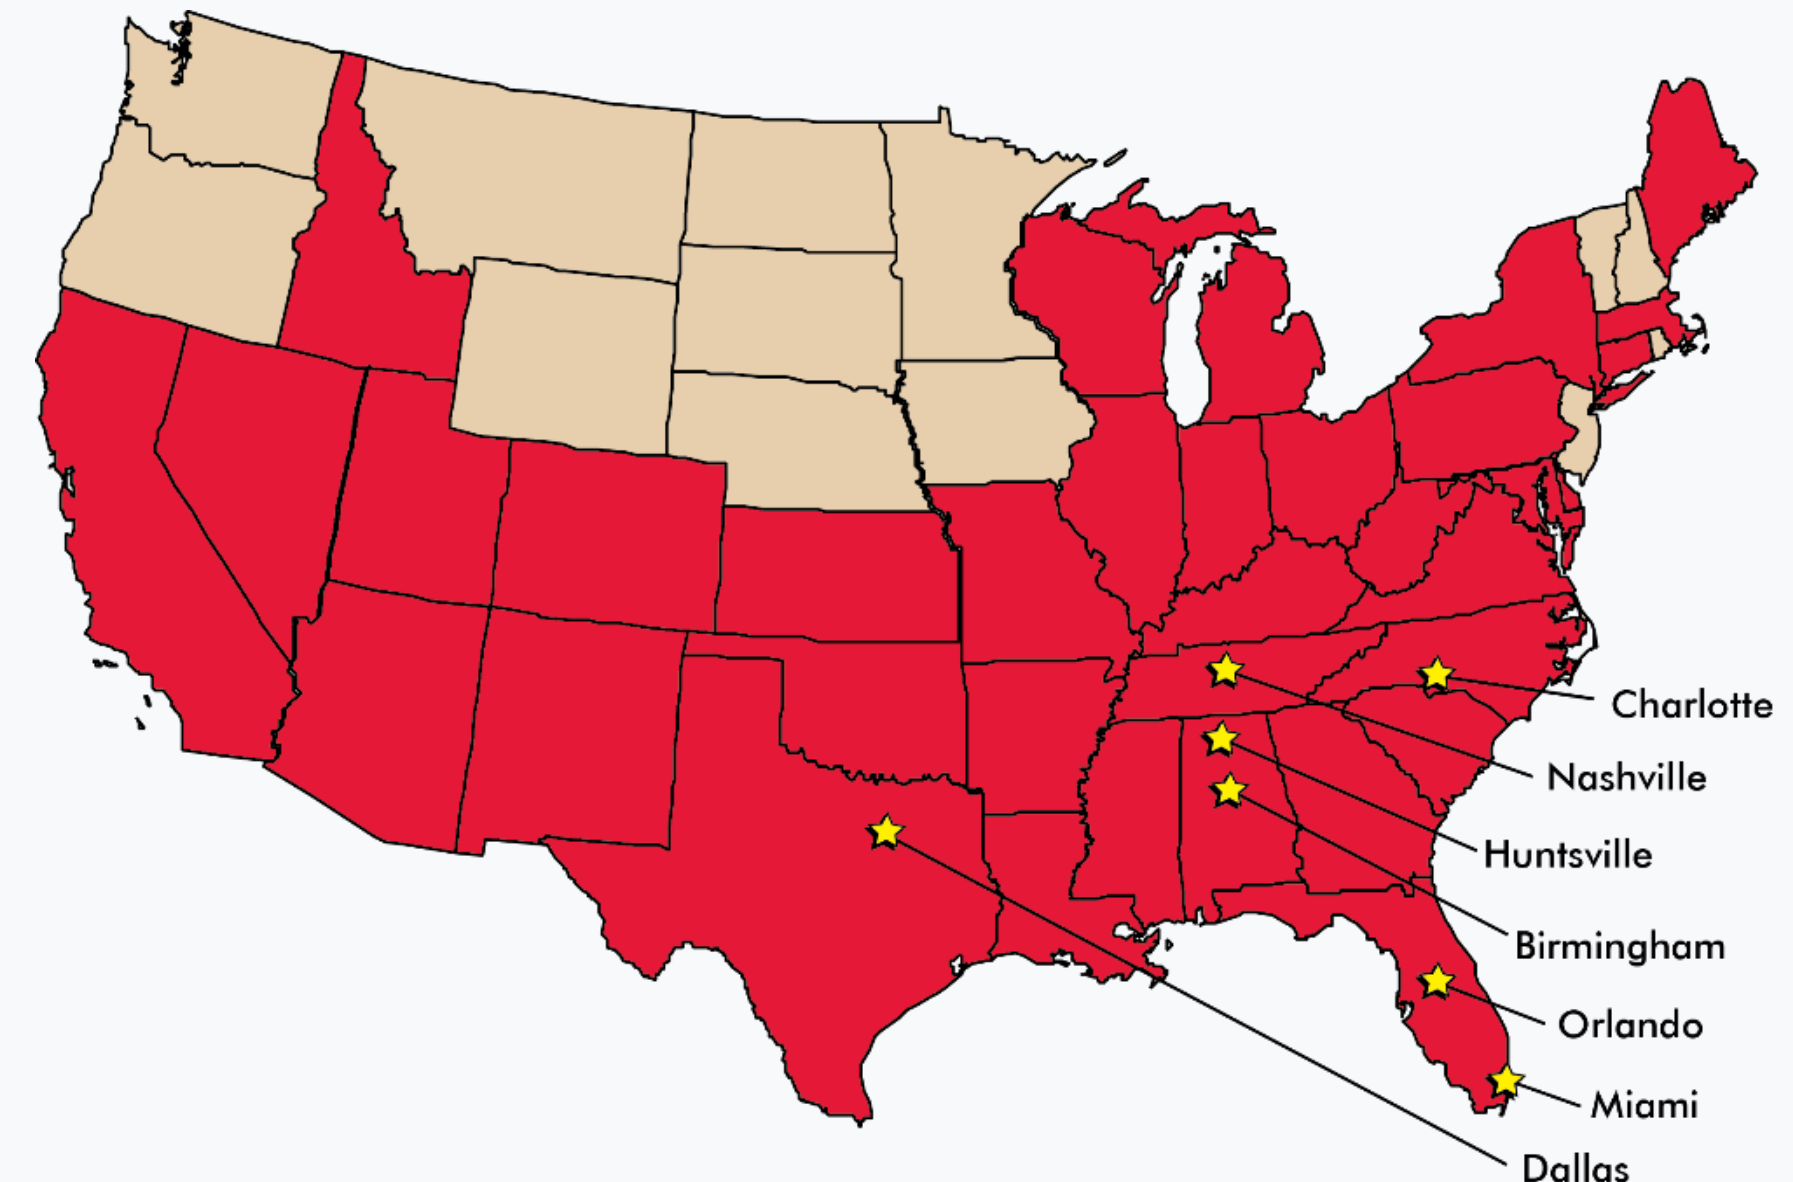 Charlotte
Nashville
Huntsville
Birmingham
Orlando
Miami
Dallas